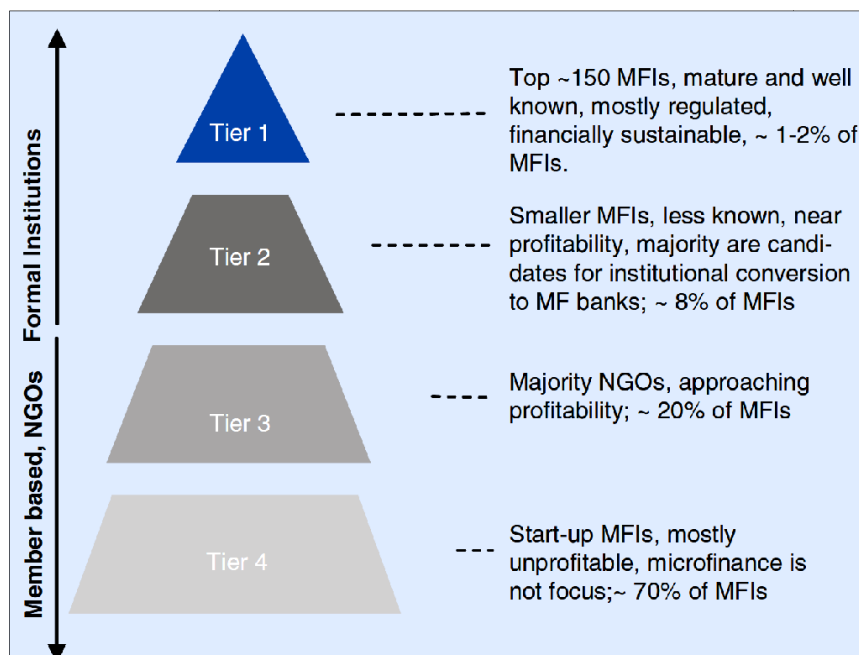 Formal Institutions
Member based, NGOs
Tier 1
Top ~150 MFIs, mature and well
known, mostly regulated,
financially sustainable, ~ 1-2% of
MFIs.
Tier 2
Smaller MFIs, less known, near
profitability, majority are candi-
dates for institutional conversion
to MF banks; ~ 8% of MFIs
Tier 3
Majority NGOs, approaching
profitability; ~ 20% of MFIs
Tier 4
Start-up MFIs, mostly
unprofitable, microfinance is
not focus;~ 70% of MFIs